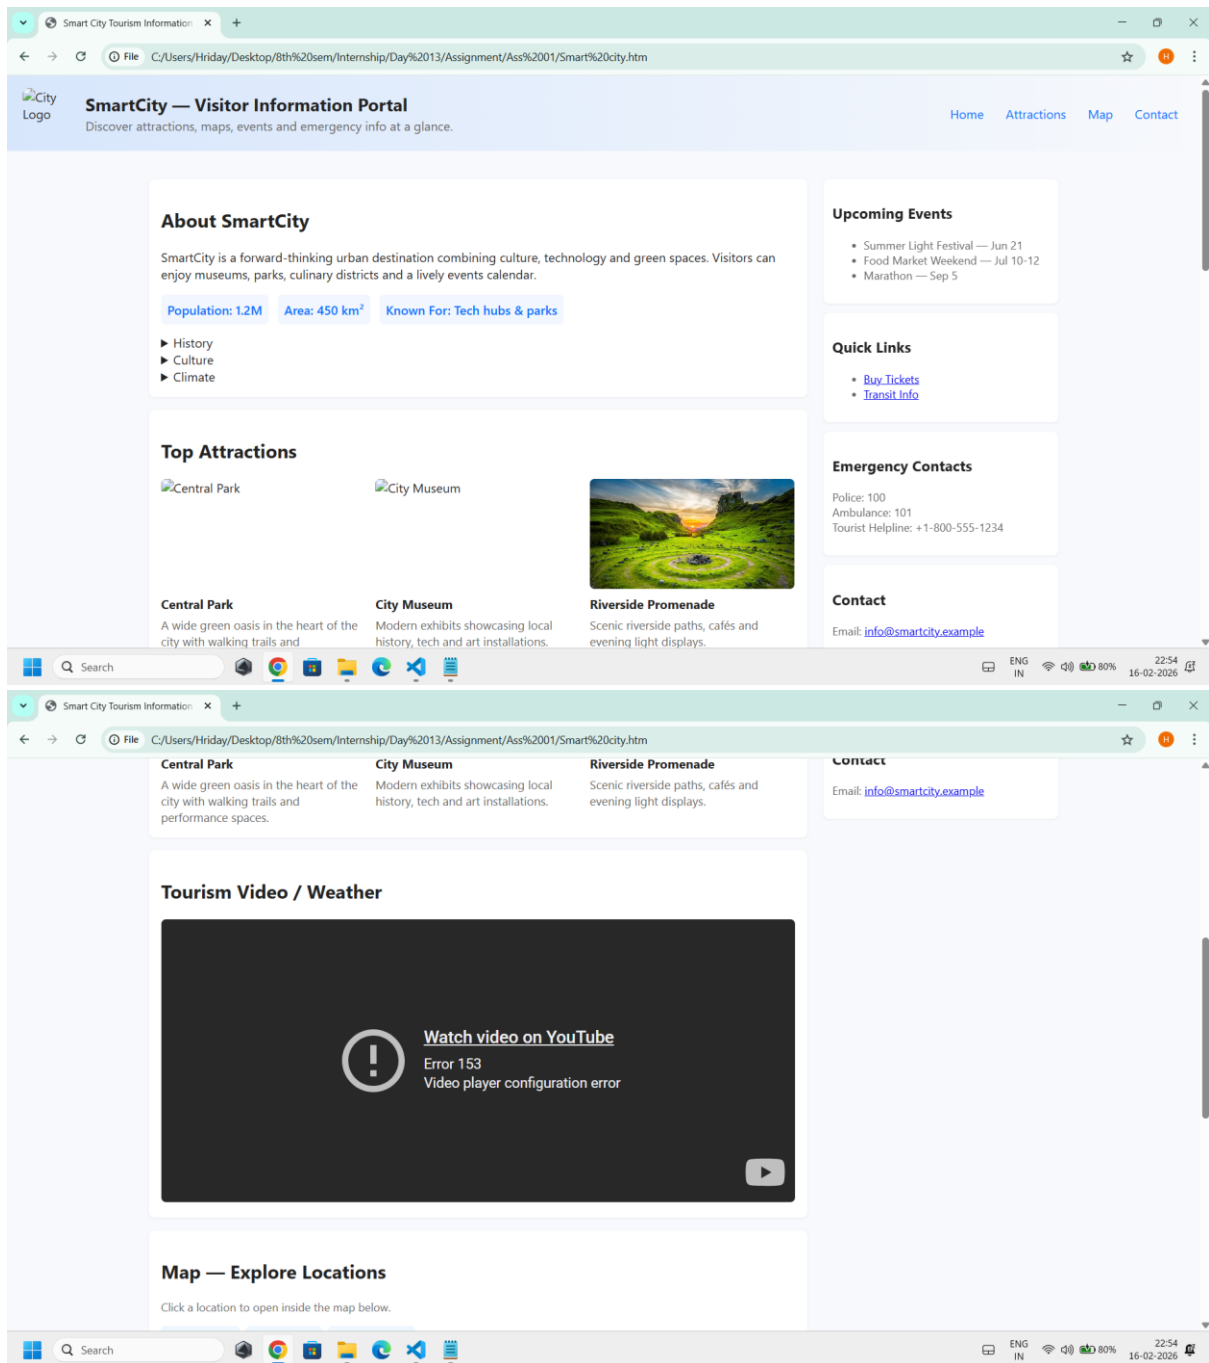 Smart City Tourism Information
File C:/Users/Hriday/Desktop/8th%20sem/Internship/Day%2013/Assignment/Ass%2001/Smart%20city.htm
H
City Logo
SmartCity — Visitor Information Portal
Discover attractions, maps, events and emergency info at a glance.
Home Attractions Map Contact
About SmartCity
SmartCity is a forward-thinking urban destination combining culture, technology and green spaces. Visitors can
enjoy museums, parks, culinary districts and a lively events calendar.
Population: 1.2M Area: 450 km² Known For: Tech hubs & parks
History
Culture
Climate
Upcoming Events
Summer Light Festival — Jun 21
Food Market Weekend — Jul 10-12
Marathon — Sep 5
Quick Links
Buy Tickets
Transit Info
Top Attractions
Central Park
City Museum
Central Park
A wide green oasis in the heart of the
city with walking trails and
City Museum
Modern exhibits showcasing local
history, tech and art installations.
Riverside Promenade
Scenic riverside paths, cafés and
evening light displays.
Emergency Contacts
Police: 100
Ambulance: 101
Tourist Helpline: +1-800-555-1234
Contact
Email: info@smartcity.example
Search
ENG
IN
80%
22:54
16-02-2026
Smart City Tourism Information
File C:/Users/Hriday/Desktop/8th%20sem/Internship/Day%2013/Assignment/Ass%2001/Smart%20city.htm
H
Central Park
A wide green oasis in the heart of the
city with walking trails and
performance spaces.
City Museum
Modern exhibits showcasing local
history, tech and art installations.
Riverside Promenade
Scenic riverside paths, cafés and
evening light displays.
Contact
Email: info@smartcity.example
Tourism Video / Weather
Watch video on YouTube
Error 153
Video player configuration error
Map — Explore Locations
Click a location to open inside the map below.
Search
ENG
IN
80%
22:54
16-02-2026